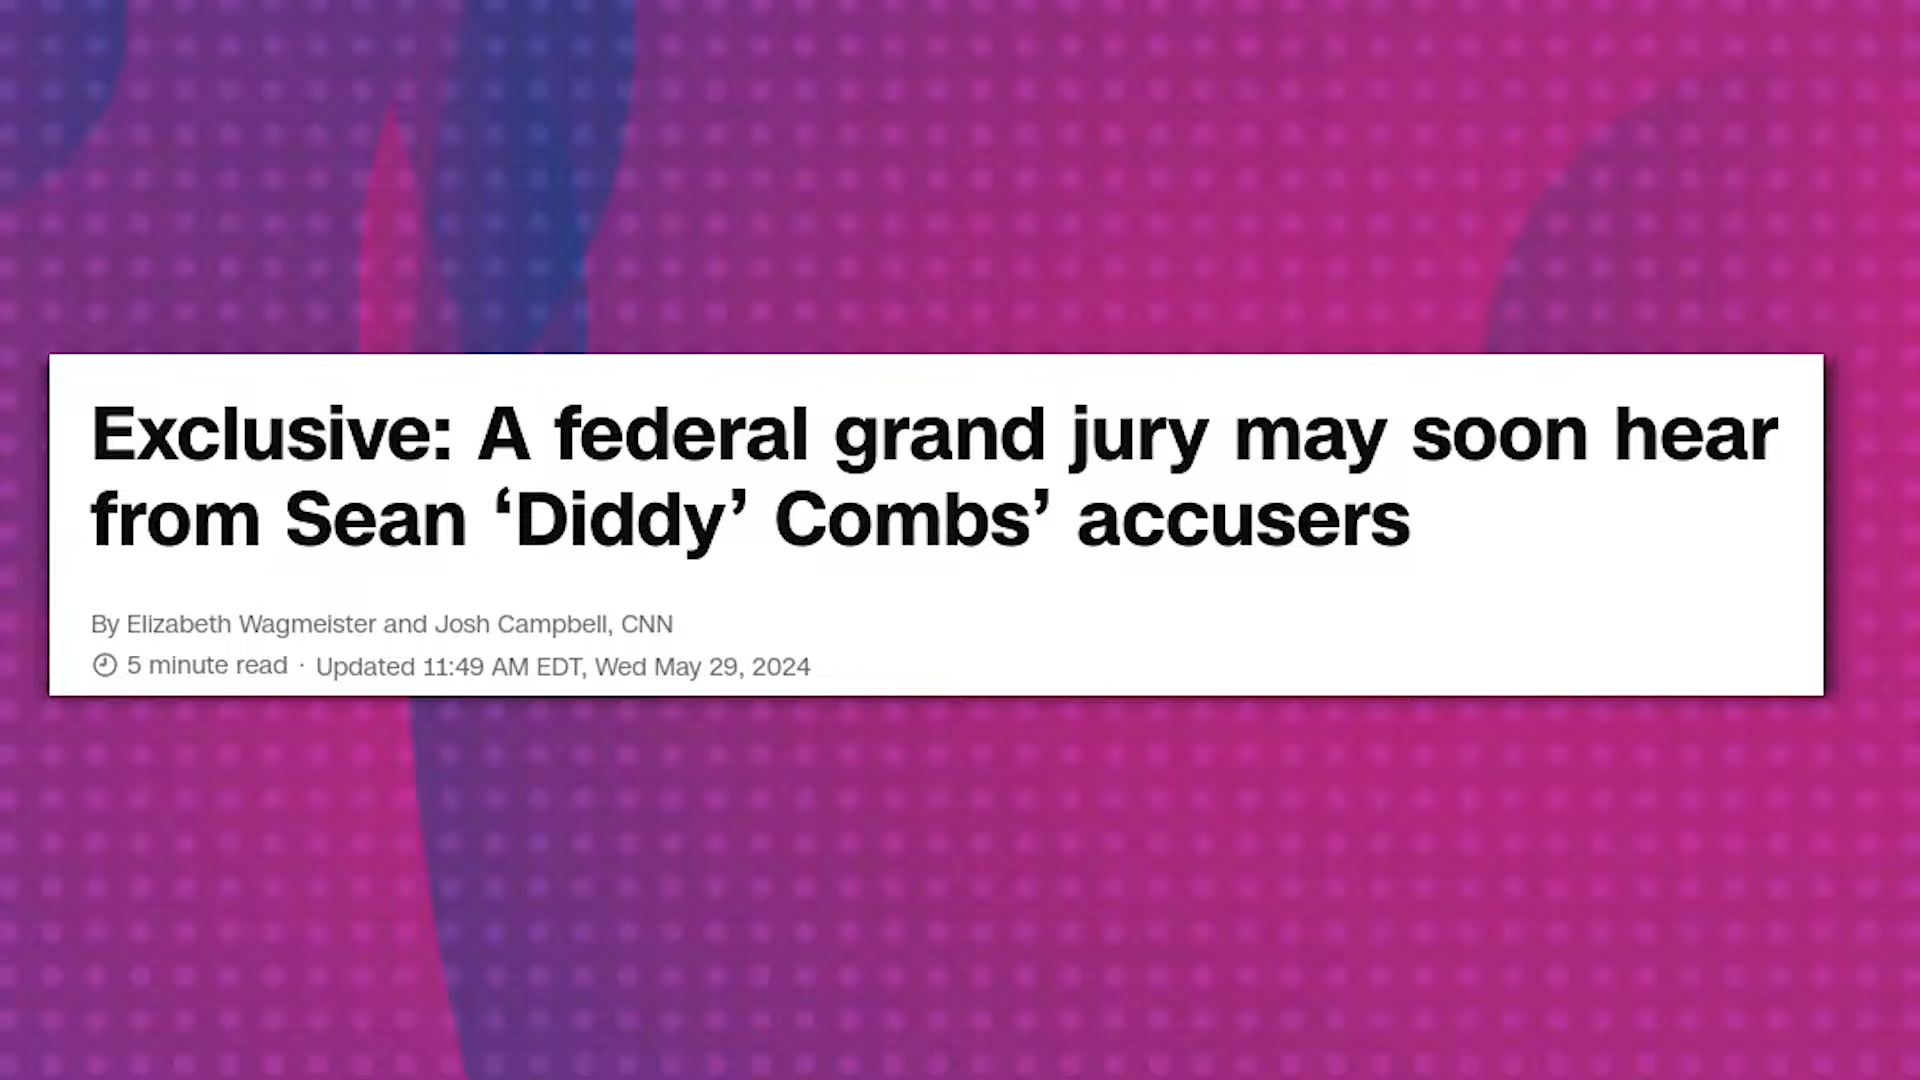 Exclusive: A federal grand jury may soon hear
from Sean ‘Diddy’ Combs’ accusers
By Elizabeth Wagmeister and Josh Campbell, CNN
5 minute read · Updated 11:49 AM EDT, Wed May 29, 2024